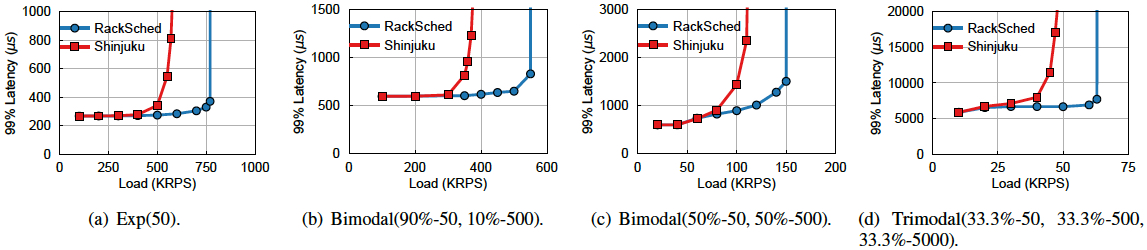 1000
800
600
400
200
0
99% Latency (µs)
RackSched
Shinjuku
0 250 500 750 1000
Load (KRPS)
(a) Exp(50).
1500
1000
500
0
99% Latency (µs)
RackSched
Shinjuku
0 200 400 600
Load (KRPS)
(b) Bimodal(90%-50, 10%-500).
3000
2000
1000
0
99% Latency (µs)
RackSched
Shinjuku
0 50 100 150 200
Load (KRPS)
(c) Bimodal(50%-50, 50%-500).
20000
15000
10000
5000
0
99% Latency (µs)
RackSched
Shinjuku
0 25 50 75
Load (KRPS)
(d) Trimodal(33.3%-50, 33.3%-500,
33.3%-5000).